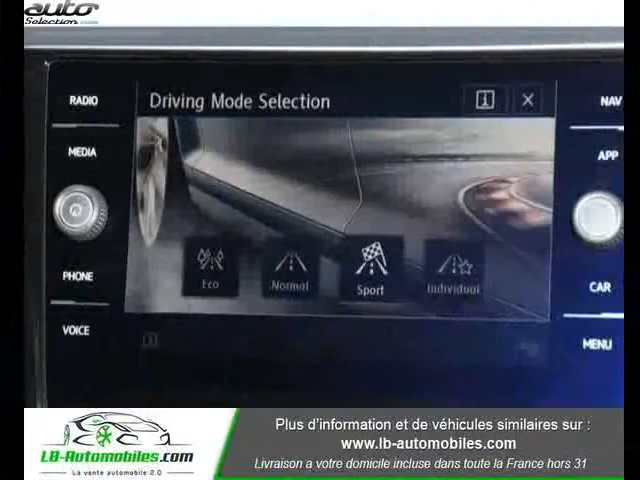 auto
Selection.com
RADIO
Driving Mode Selection
NAV
MEDIA
APP
PHONE
Eco
Normal
Sport
Individual
CAR
VOICE
MENU
LB-Automobiles.com
La vente automobile 2.0
Plus d'information et de véhicules similaires sur :
www.lb-automobiles.com
Livraison a votre domicile incluse dans toute la France hors 31